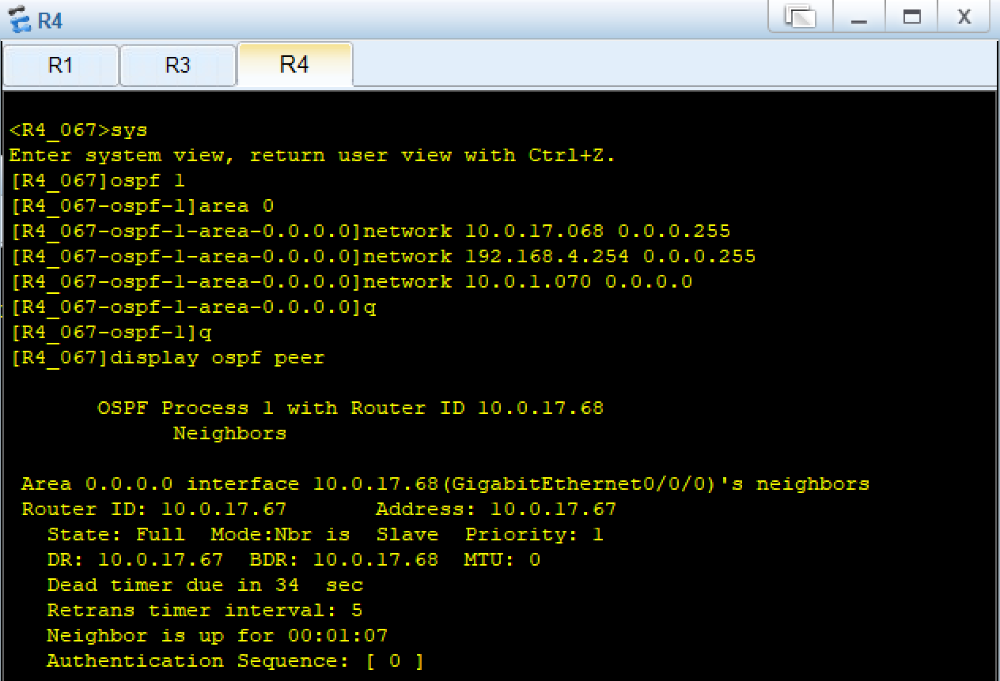 R4
X
R1 R3 R4
<R4_067>sys
Enter system view, return user view with Ctrl+Z.
[R4_067]ospf 1
[R4_067-ospf-1]area 0
[R4_067-ospf-1-area-0.0.0.0]network 10.0.17.068 0.0.0.255
[R4_067-ospf-1-area-0.0.0.0]network 192.168.4.254 0.0.0.255
[R4_067-ospf-1-area-0.0.0.0]network 10.0.1.070 0.0.0.0
[R4_067-ospf-1-area-0.0.0.0]q
[R4_067-ospf-1]q
[R4_067]display ospf peer
OSPF Process 1 with Router ID 10.0.17.68
Neighbors
Area 0.0.0.0 interface 10.0.17.68(GigabitEthernet0/0/0)'s neighbors
Router ID: 10.0.17.67 Address: 10.0.17.67
State: Full Mode:Nbr is Slave Priority: 1
DR: 10.0.17.67 BDR: 10.0.17.68 MTU: 0
Dead timer due in 34 sec
Retrans timer interval: 5
Neighbor is up for 00:01:07
Authentication Sequence: [ 0 ]